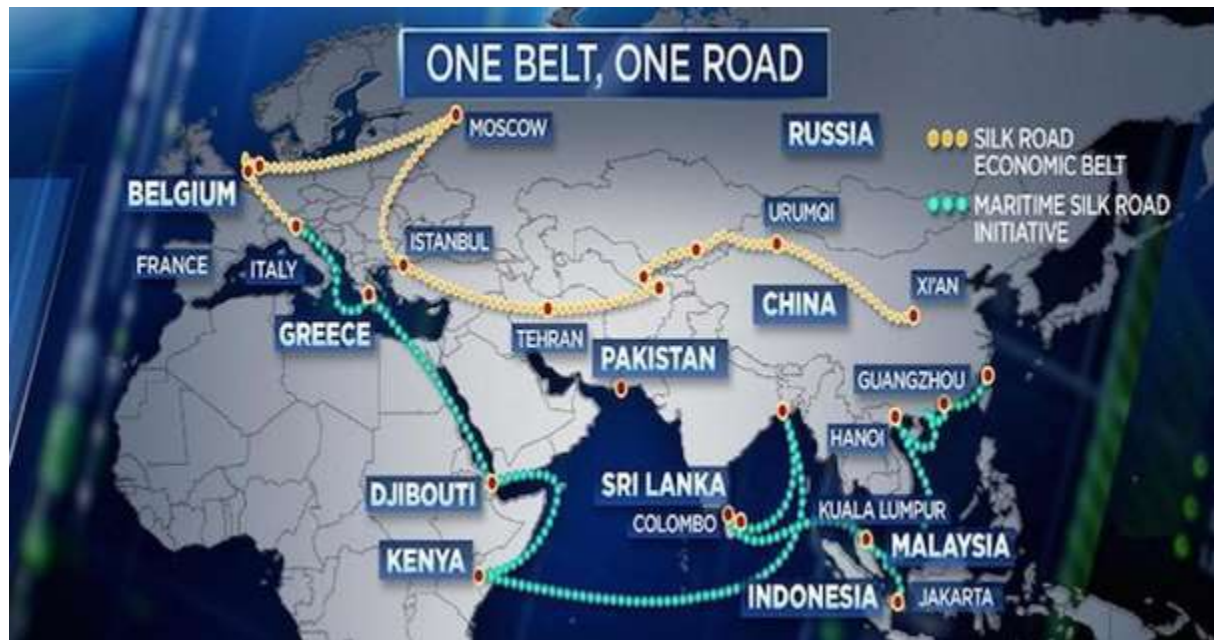 ONE BELT, ONE ROAD
MOSCOW
RUSSIA
SILK ROAD
ECONOMIC BELT
MARITIME SILK ROAD
INITIATIVE
BELGIUM
URUMQI
ISTANBUL
FRANCE
ITALY
XI'AN
CHINA
GREECE
TEHRAN
PAKISTAN
GUANGZHOU
HANOI
DJIBOUTI
SRI LANKA
COLOMBO
KUALA LUMPUR
MALAYSIA
KENYA
INDONESIA
JAKARTA